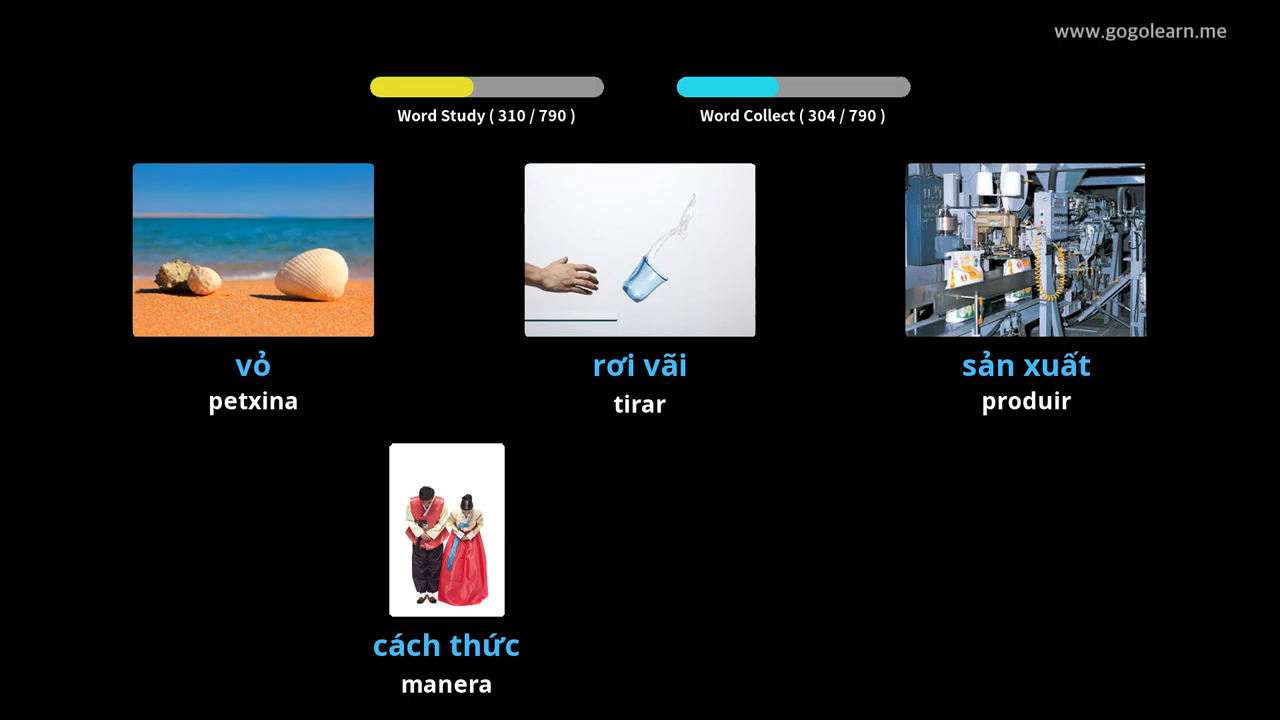 www.gogolearn.me
Word Study ( 310 / 790 )
Word Collect ( 304 / 790 )
vỏ
petxina
rơi vãi
tirar
sản xuất
produir
cách thức
manera